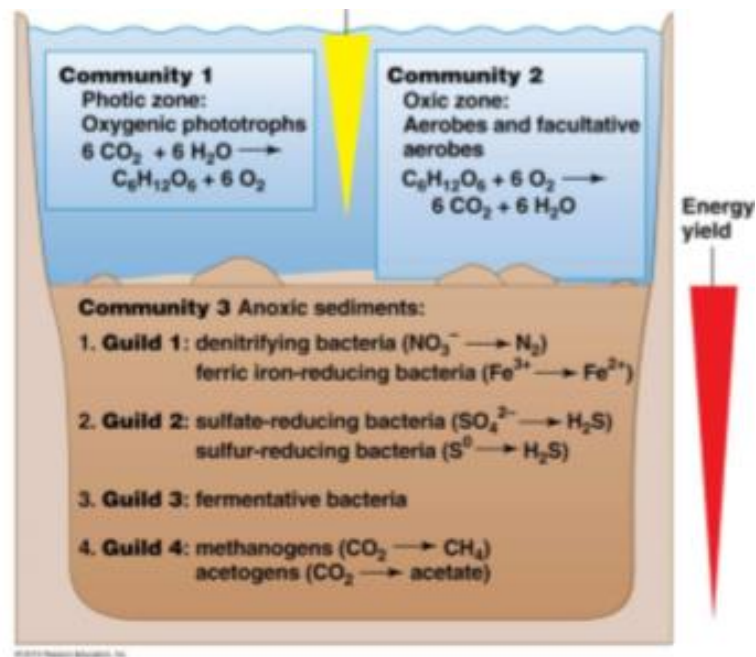 Community 1
Photic zone:
Oxygenic phototrophs
6 CO₂ + 6 H₂O ⟶
C₆H₁₂O₆ + 6 O₂
Community 2
Oxic zone:
Aerobes and facultative
aerobes
C₆H₁₂O₆ + 6 O₂ ⟶
6 CO₂ + 6 H₂O
Energy
yield
Community 3 Anoxic sediments:
1. Guild 1: denitrifying bacteria (NO₃⁻ ⟶ N₂)
ferric iron-reducing bacteria (Fe³⁺ ⟶ Fe²⁺)
2. Guild 2: sulfate-reducing bacteria (SO₄²⁻ ⟶ H₂S)
sulfur-reducing bacteria (S⁰ ⟶ H₂S)
3. Guild 3: fermentative bacteria
4. Guild 4: methanogens (CO₂ ⟶ CH₄)
acetogens (CO₂ ⟶ acetate)